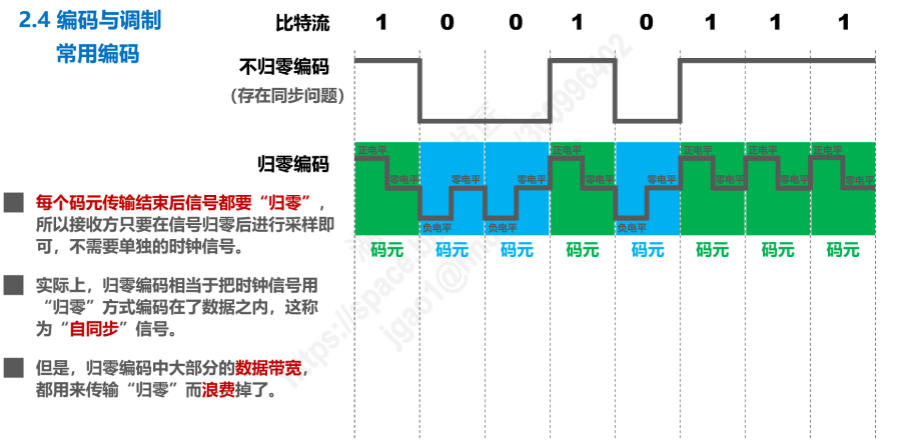 2.4 编码与调制
常用编码
比特流 1 0 0 1 0 1 1 1
不归零编码
(存在同步问题)
归零编码
正电平 零电平 负电平 零电平 负电平 零电平 正电平 零电平 负电平 零电平 正电平 零电平 正电平 零电平 正电平 零电平
码元 码元 码元 码元 码元 码元 码元 码元
每个码元传输结束后信号都要“归零”,
所以接收方只要在信号归零后进行采样即
可，不需要单独的时钟信号。
实际上，归零编码相当于把时钟信号用
“归零”方式编码在了数据之内，这称
为“自同步”信号。
但是，归零编码中大部分的数据带宽，
都用来传输“归零”而浪费掉了。